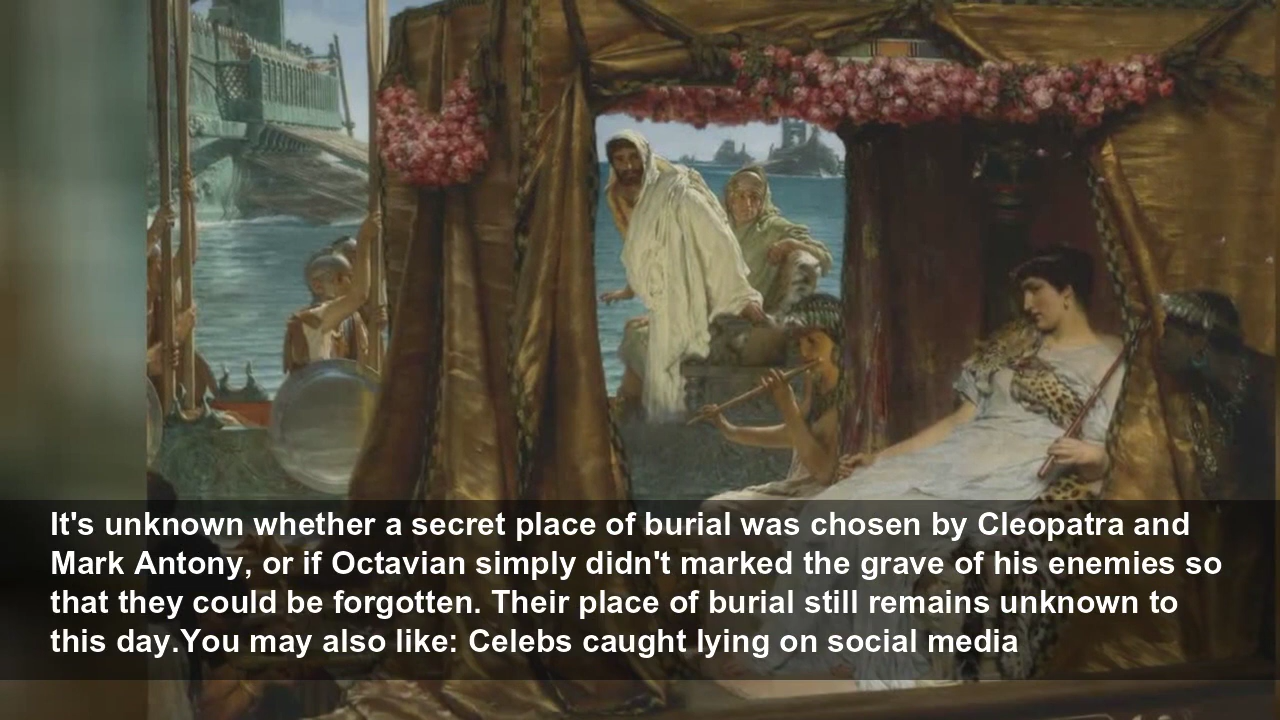 It's unknown whether a secret place of burial was chosen by Cleopatra and
Mark Antony, or if Octavian simply didn't marked the grave of his enemies so
that they could be forgotten. Their place of burial still remains unknown to
this day.You may also like: Celebs caught lying on social media